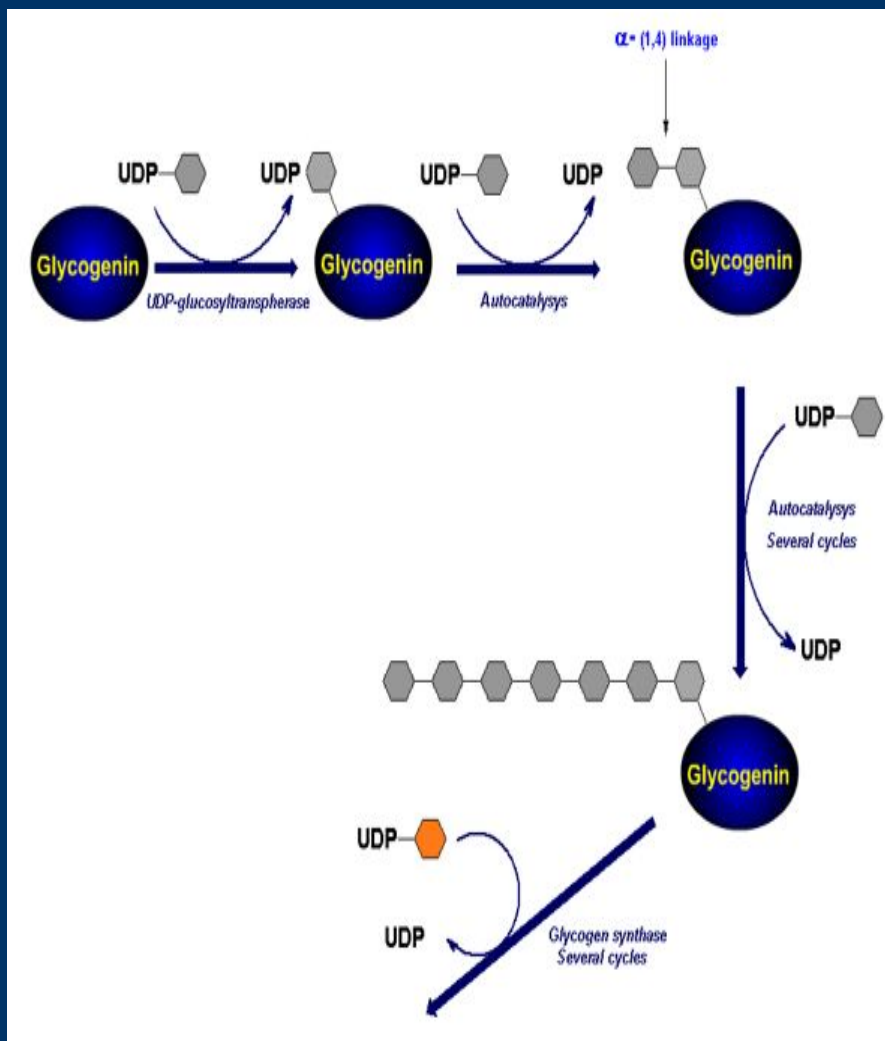 α- (1,4) linkage
UDP
UDP
UDP
UDP
Glycogenin
Glycogenin
Glycogenin
UDP-glucosyltranspherase
Autocatalysys
UDP
Autocatalysys
Several cycles
UDP
Glycogenin
UDP
UDP
Glycogen synthase
Several cycles